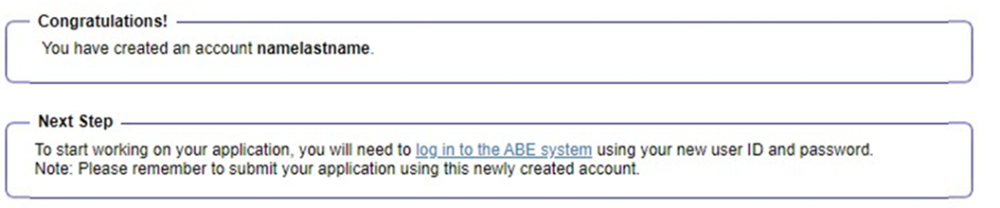 Congratulations!
You have created an account namelastname.
Next Step
To start working on your application, you will need to log in to the ABE system using your new user ID and password.
Note: Please remember to submit your application using this newly created account.